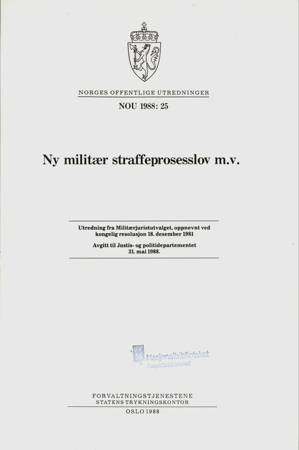 NORGES OFFENTLIGE UTREDNINGER
NOU 1988: 25
Ny militær straffeprosesslov m.v.
Utredning fra Militærjuristutvalget, oppnevnt ved
kongelig resolusjon 18. desember 1981
Avgitt til Justis- og politidepartementet
31. mai 1988.
Nasjonalbiblioteket
FORVALTNINGSTJENESTENE
STATENS TRYKNINGSKONTOR
OSLO 1988